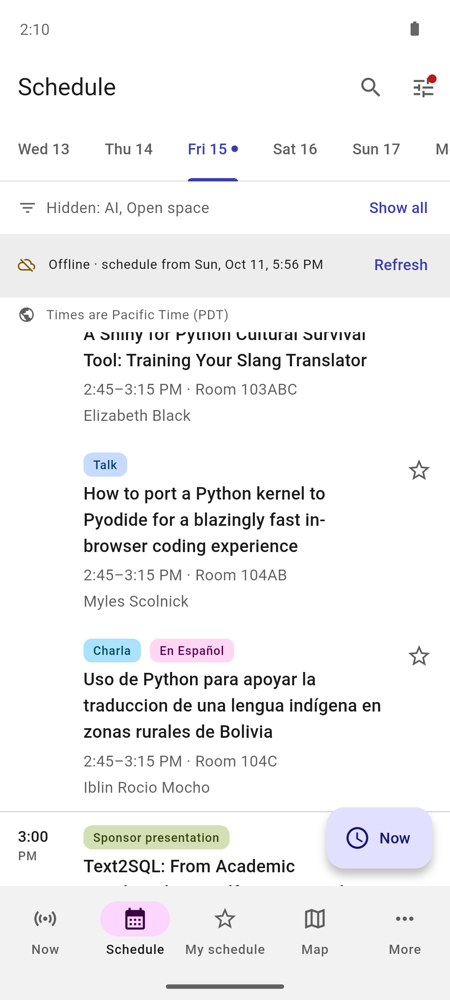 2:10
Schedule
Wed 13 Thu 14 Fri 15 Sat 16 Sun 17 M
Hidden: AI, Open space Show all
Offline · schedule from Sun, Oct 11, 5:56 PM Refresh
Times are Pacific Time (PDT)
A Shiny for Python Cultural Survival
Tool: Training Your Slang Translator
2:45–3:15 PM · Room 103ABC
Elizabeth Black
Talk
How to port a Python kernel to
Pyodide for a blazingly fast in-
browser coding experience
2:45–3:15 PM · Room 104AB
Myles Scolnick
Charla En Español
Uso de Python para apoyar la
traduccion de una lengua indígena en
zonas rurales de Bolivia
2:45–3:15 PM · Room 104C
Iblin Rocio Mocho
3:00
PM
Sponsor presentation
Text2SQL: From Academic
Now
Now Schedule My schedule Map More